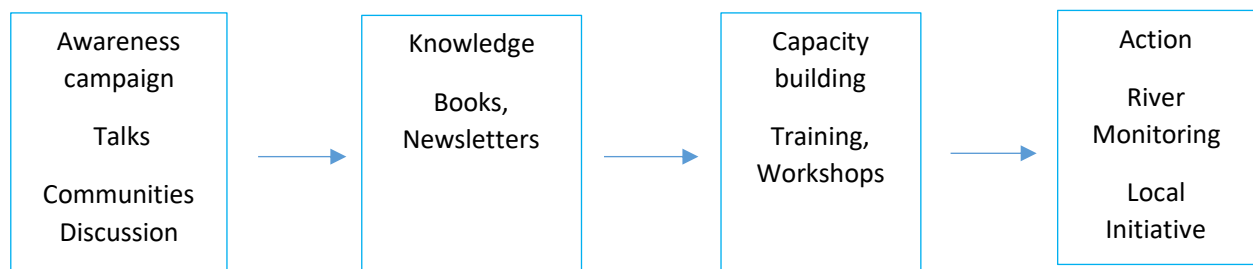 Awareness
campaign
Talks
Communities
Discussion
Knowledge
Books,
Newsletters
Capacity
building
Training,
Workshops
Action
River
Monitoring
Local
Initiative